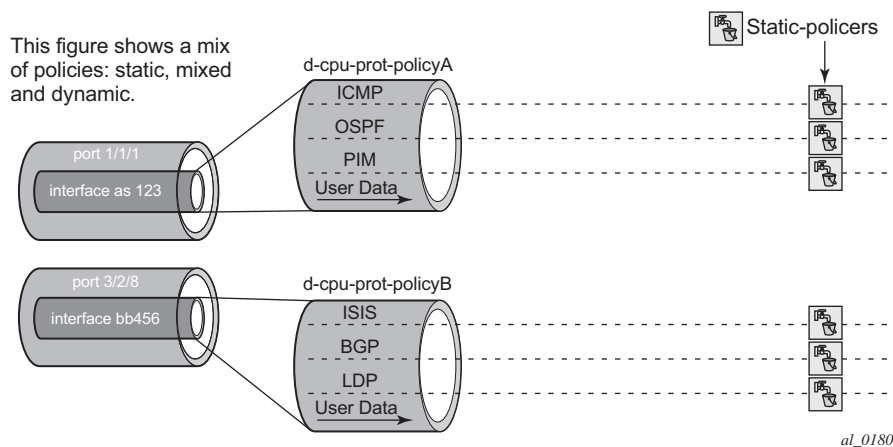 Static-policers
This figure shows a mix
of policies: static, mixed
and dynamic.
d-cpu-prot-policyA
ICMP
OSPF
PIM
User Data
port 1/1/1
interface as 123
d-cpu-prot-policyB
ISIS
BGP
LDP
User Data
port 3/2/8
interface bb456
al_0180